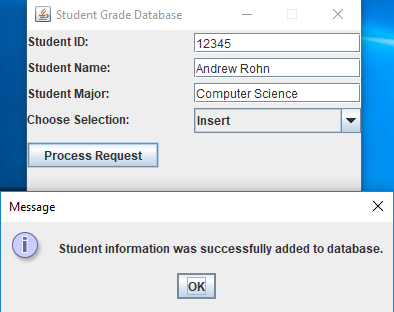 Student Grade Database
Student ID: 12345
Student Name: Andrew Rohn
Student Major: Computer Science
Choose Selection: Insert
Process Request
Message
Student information was successfully added to database.
OK